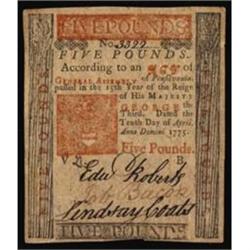 FIVE POUNDS
No. 3322
FIVE POUNDS.
According to an ACT of
GENERAL ASSEMBLY of Pennsylvania,
passed in the 15th Year of the Reign
of His MAJESTY
GEORGE the
Third. Dated the
Tenth Day of April,
Anno Domini 1775.
Five Pounds.
V B
Edw Roberts
Lindsay Coats
FIVE POUNDS